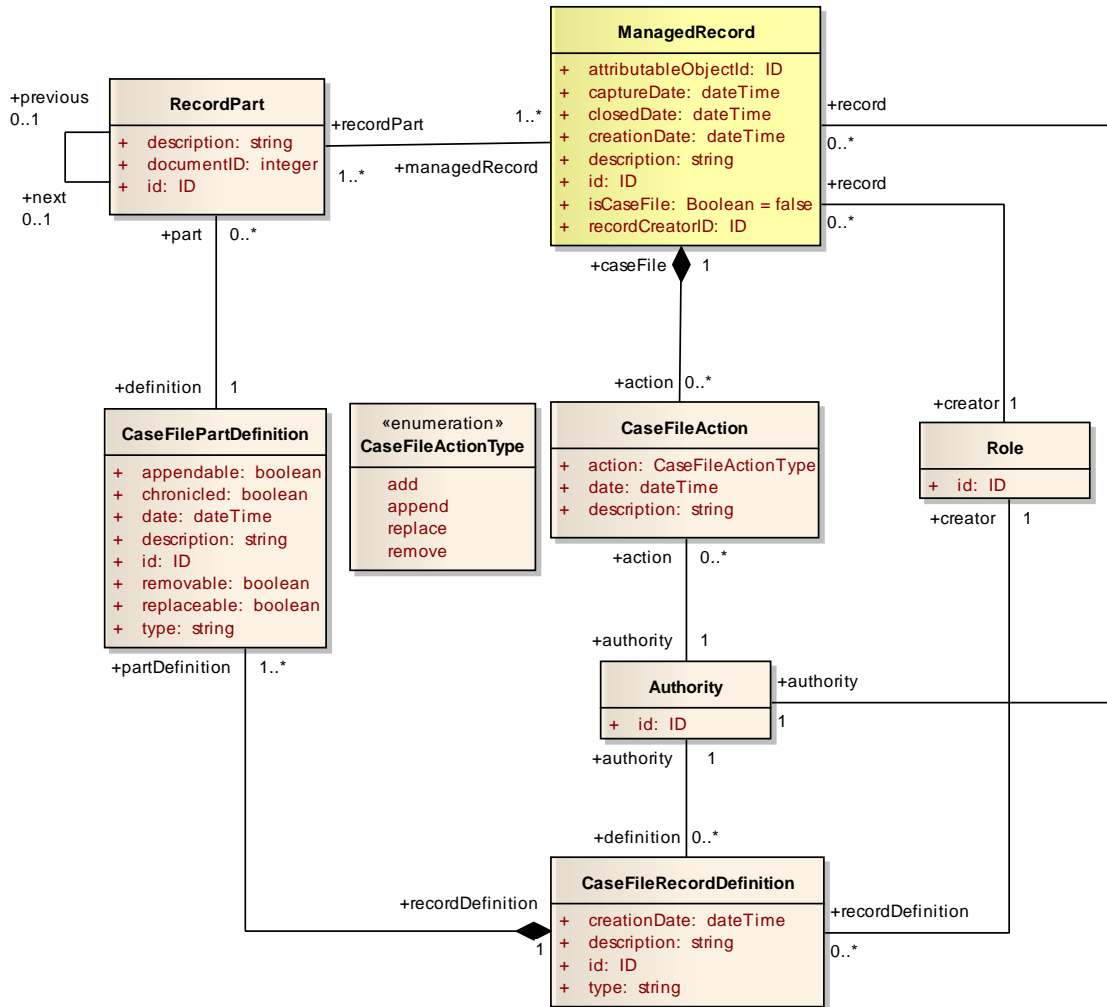 ManagedRecord
+ attributableObjectId: ID
+ captureDate: dateTime
+ closedDate: dateTime
+ creationDate: dateTime
+ description: string
+ id: ID
+ isCaseFile: Boolean = false
+ recordCreatorID: ID
RecordPart
+ description: string
+ documentID: integer
+ id: ID
+previous
0..1
+next
0..1
+recordPart
1..*
1..*
+managedRecord
+record
0..*
+record
0..*
+part
0..*
+caseFile
1
+definition
1
+action
0..*
+creator
1
CaseFilePartDefinition
+ appendable: boolean
+ chronicled: boolean
+ date: dateTime
+ description: string
+ id: ID
+ removable: boolean
+ replaceable: boolean
+ type: string
«enumeration»
CaseFileActionType
add
append
replace
remove
CaseFileAction
+ action: CaseFileActionType
+ date: dateTime
+ description: string
Role
+ id: ID
+creator
1
+action
0..*
+authority
1
+partDefinition
1..*
Authority
+ id: ID
+authority
1
+authority
1
+definition
0..*
CaseFileRecordDefinition
+ creationDate: dateTime
+ description: string
+ id: ID
+ type: string
+recordDefinition
1
+recordDefinition
0..*